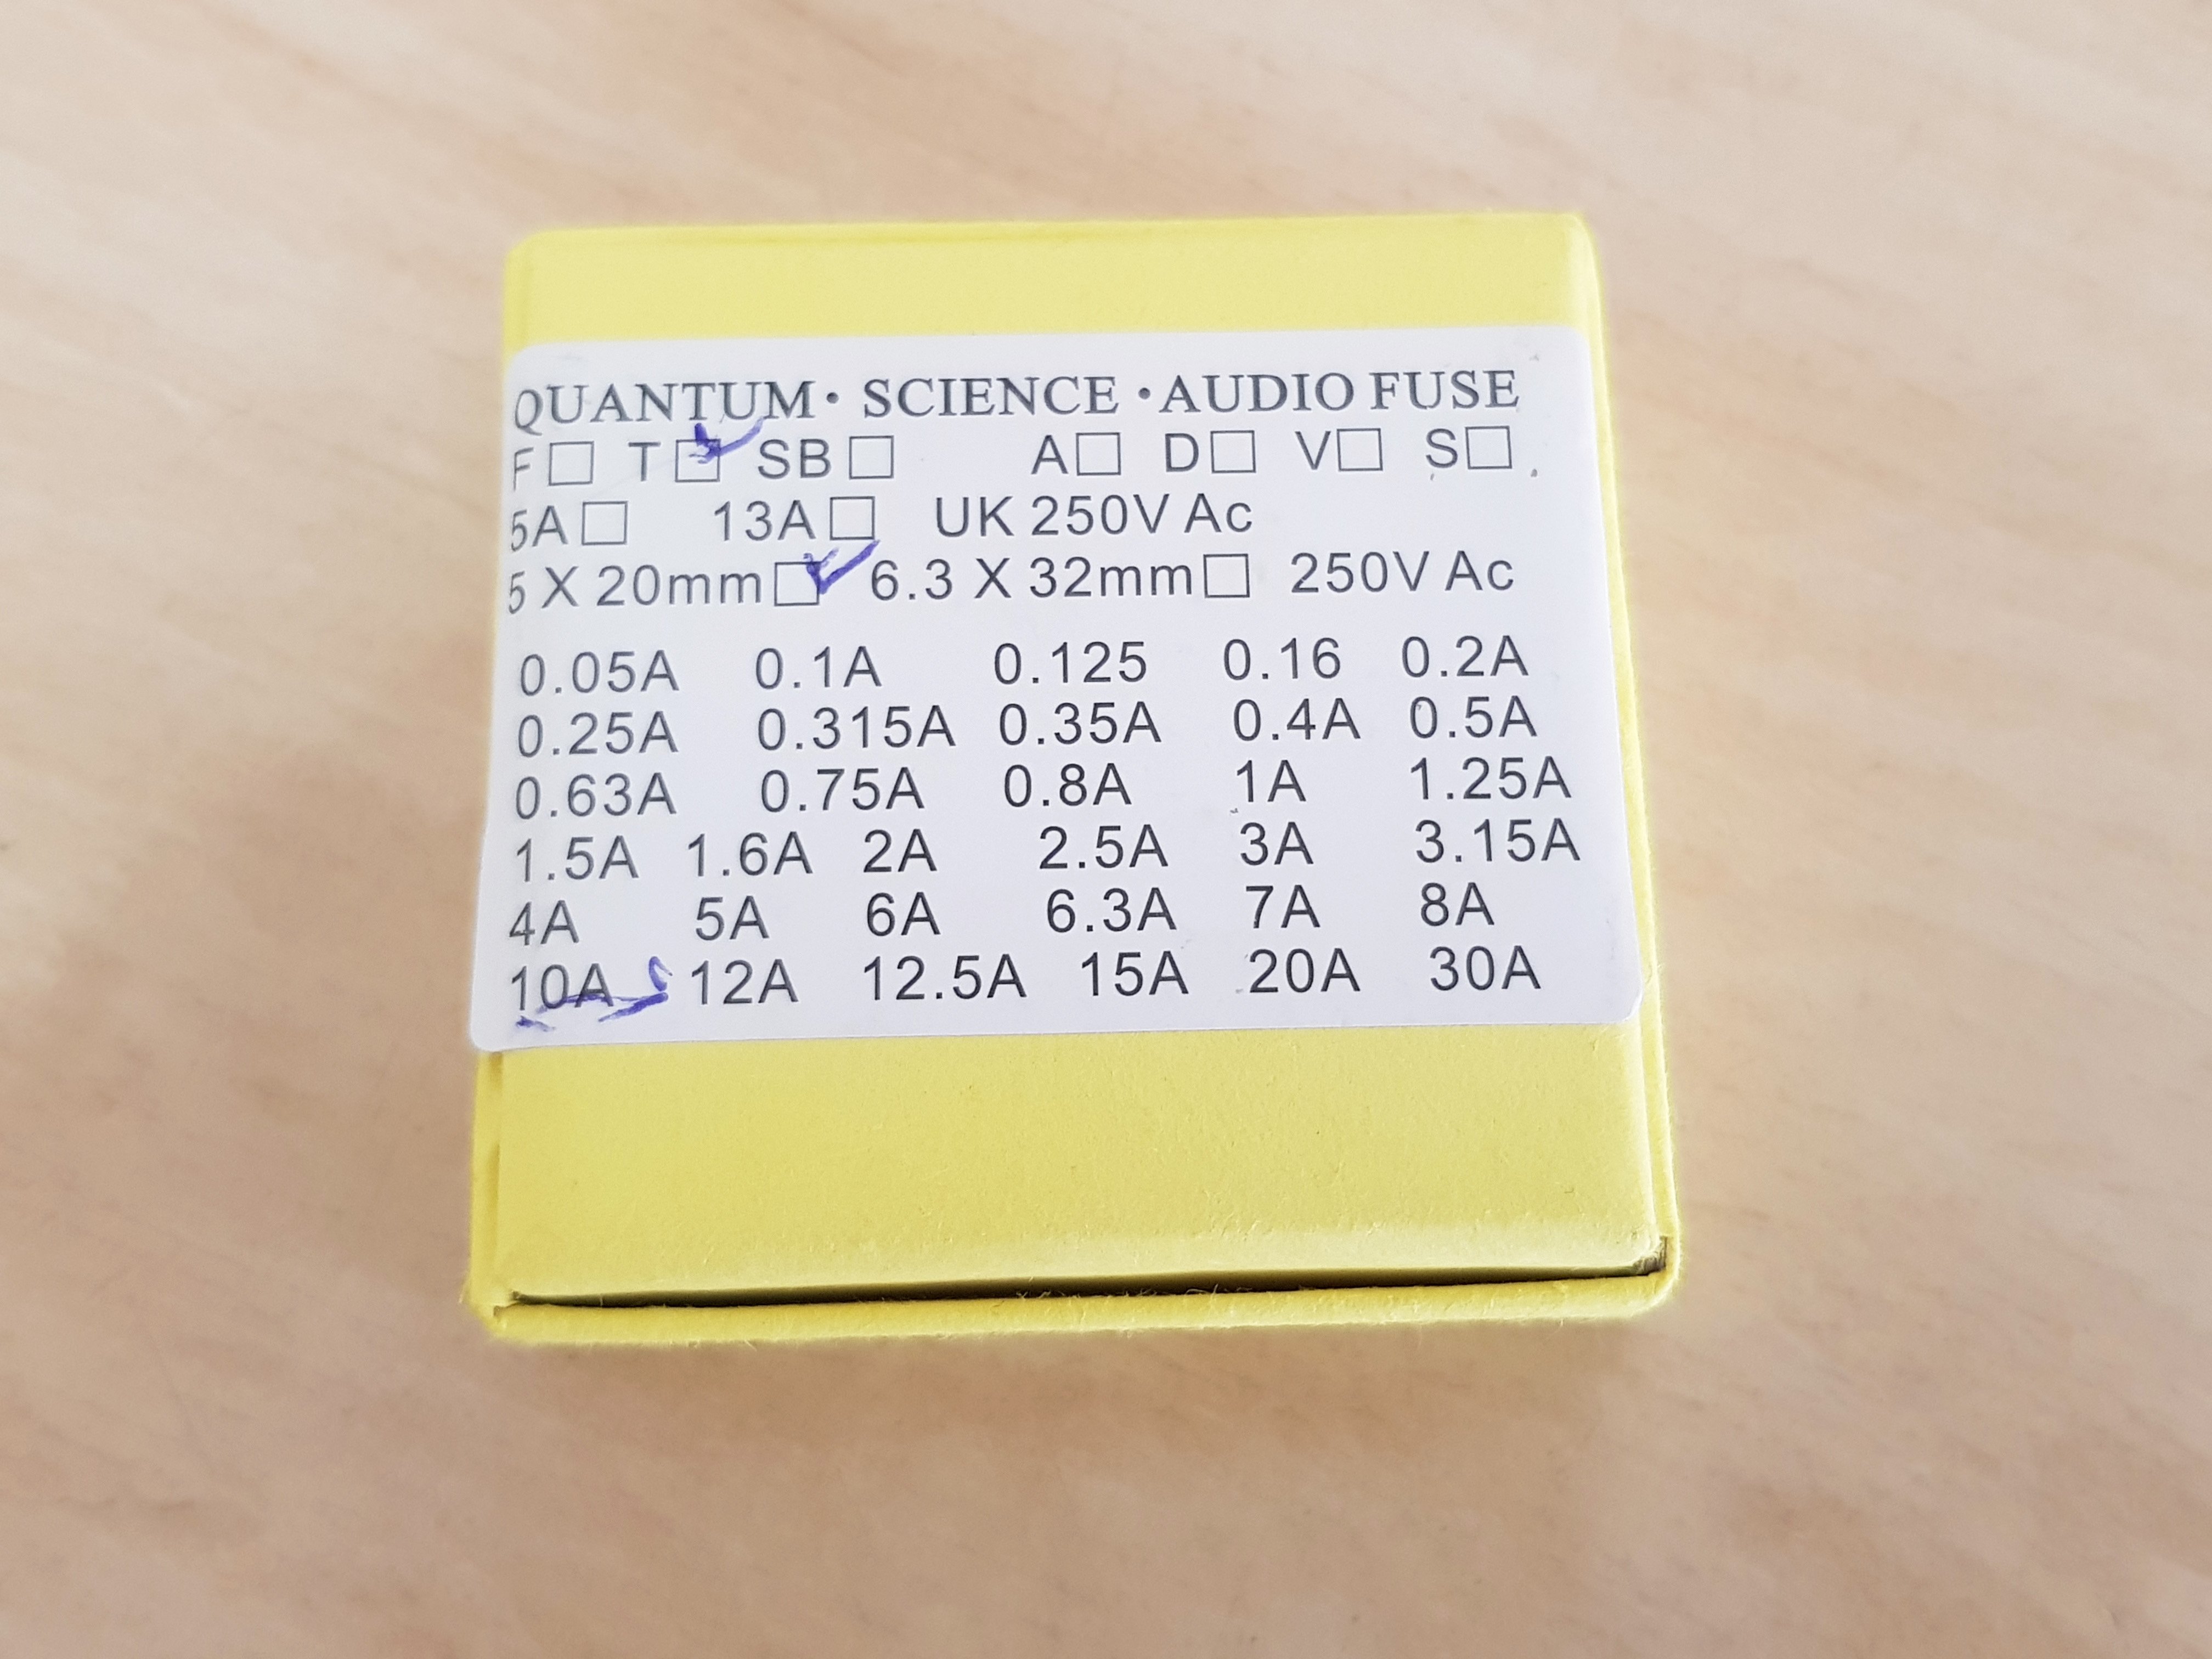 QUANTUM· SCIENCE ·AUDIO FUSE
F☐ T☑ SB☐ A☐ D☐ V☐ S☐
5A☐ 13A☐ UK 250V Ac
5 X 20mm☑ 6.3 X 32mm☐ 250V Ac
0.05A 0.1A 0.125 0.16 0.2A
0.25A 0.315A 0.35A 0.4A 0.5A
0.63A 0.75A 0.8A 1A 1.25A
1.5A 1.6A 2A 2.5A 3A 3.15A
4A 5A 6A 6.3A 7A 8A
10A 12A 12.5A 15A 20A 30A